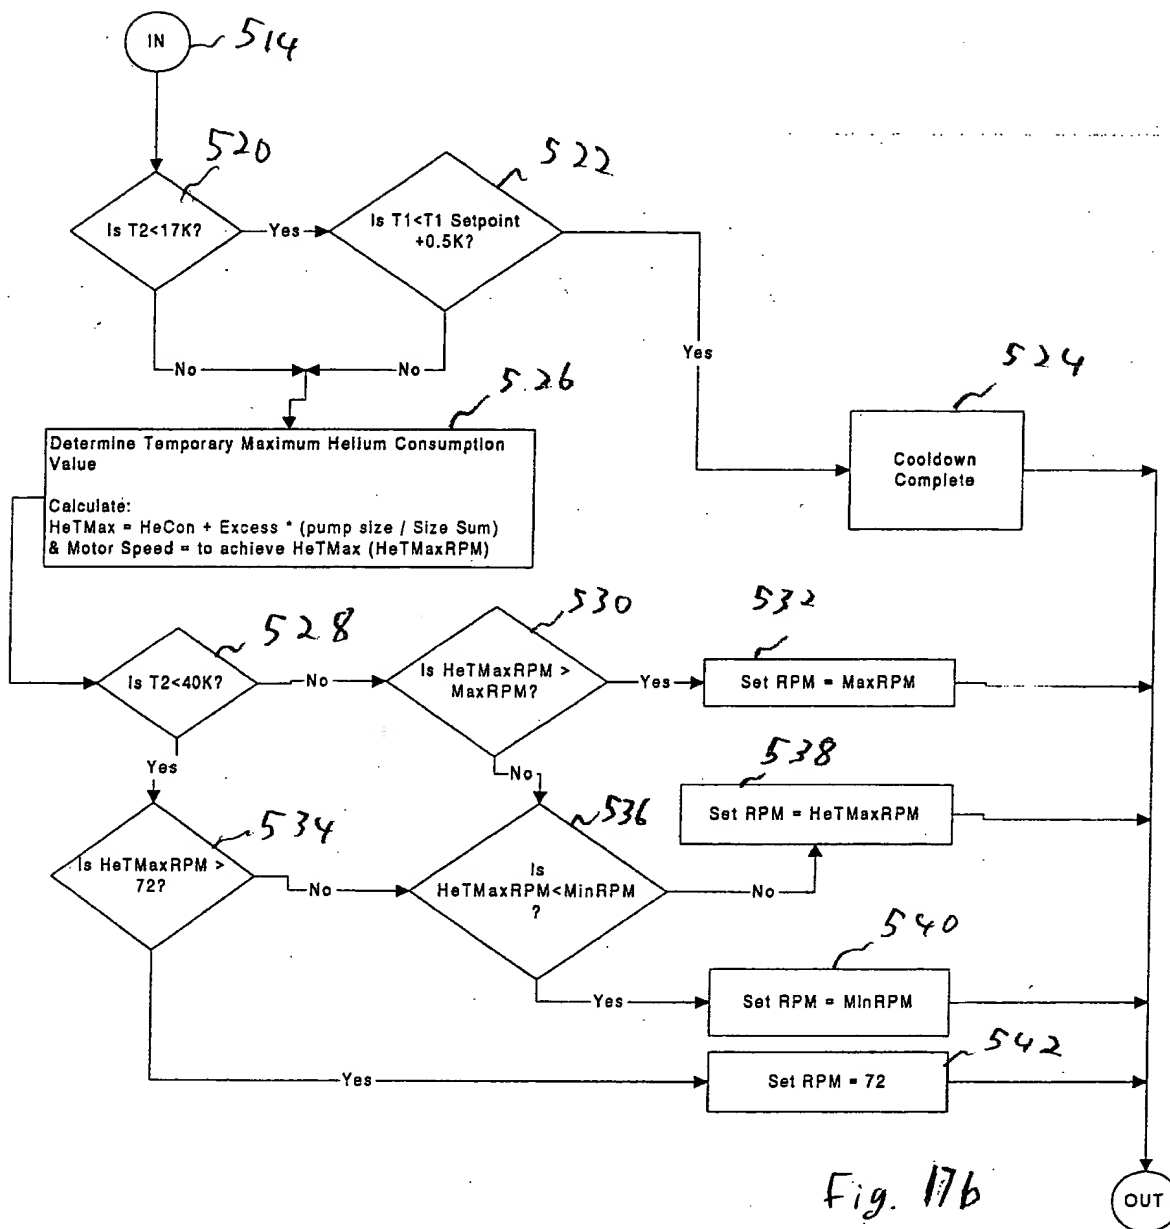 IN
514
520
522
Is T2<17K?
Yes
Is T1<T1 Setpoint
+0.5K?
Yes
No
No
524
526
Cooldown
Complete
Determine Temporary Maximum Helium Consumption
Value
Calculate:
HeTMax = HeCon + Excess * (pump size / Size Sum)
& Motor Speed = to achieve HeTMax (HeTMaxRPM)
528
530
532
Is T2<40K?
No
Is HeTMaxRPM >
MaxRPM?
Yes
Set RPM = MaxRPM
Yes
No
534
536
538
Set RPM = HeTMaxRPM
Is HeTMaxRPM >
72?
No
Is
HeTMaxRPM<MinRPM
?
No
540
Yes
Set RPM = MinRPM
542
Yes
Set RPM = 72
Fig. 17b
OUT